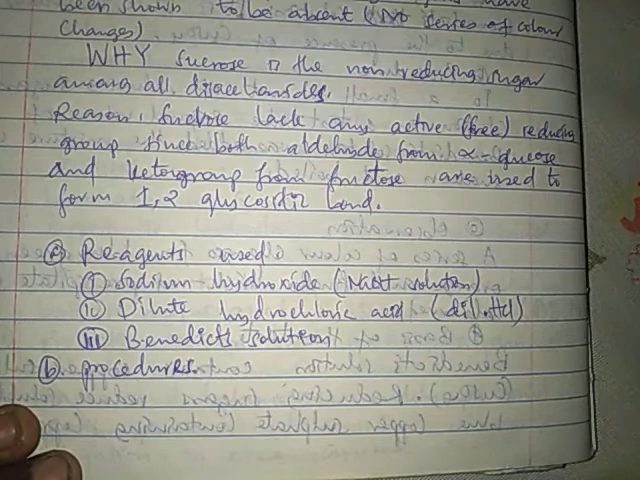 been shown to be absent (No series of colour
changes).
WHY sucrose is the non reducing sugar
among all disaccharides.
Reason, sucrose lack any active (free) reducing
group since both aldehyde from α-glucose
and ketogroup from fructose are used to
form 1,2 glycosidic bond.
(a) Reagents used
(i) Sodium hydroxide (NaOH solution)
(ii) Dilute hydrochloric acid (dil.HCl)
(iii) Benedicts solution
(b) procedures